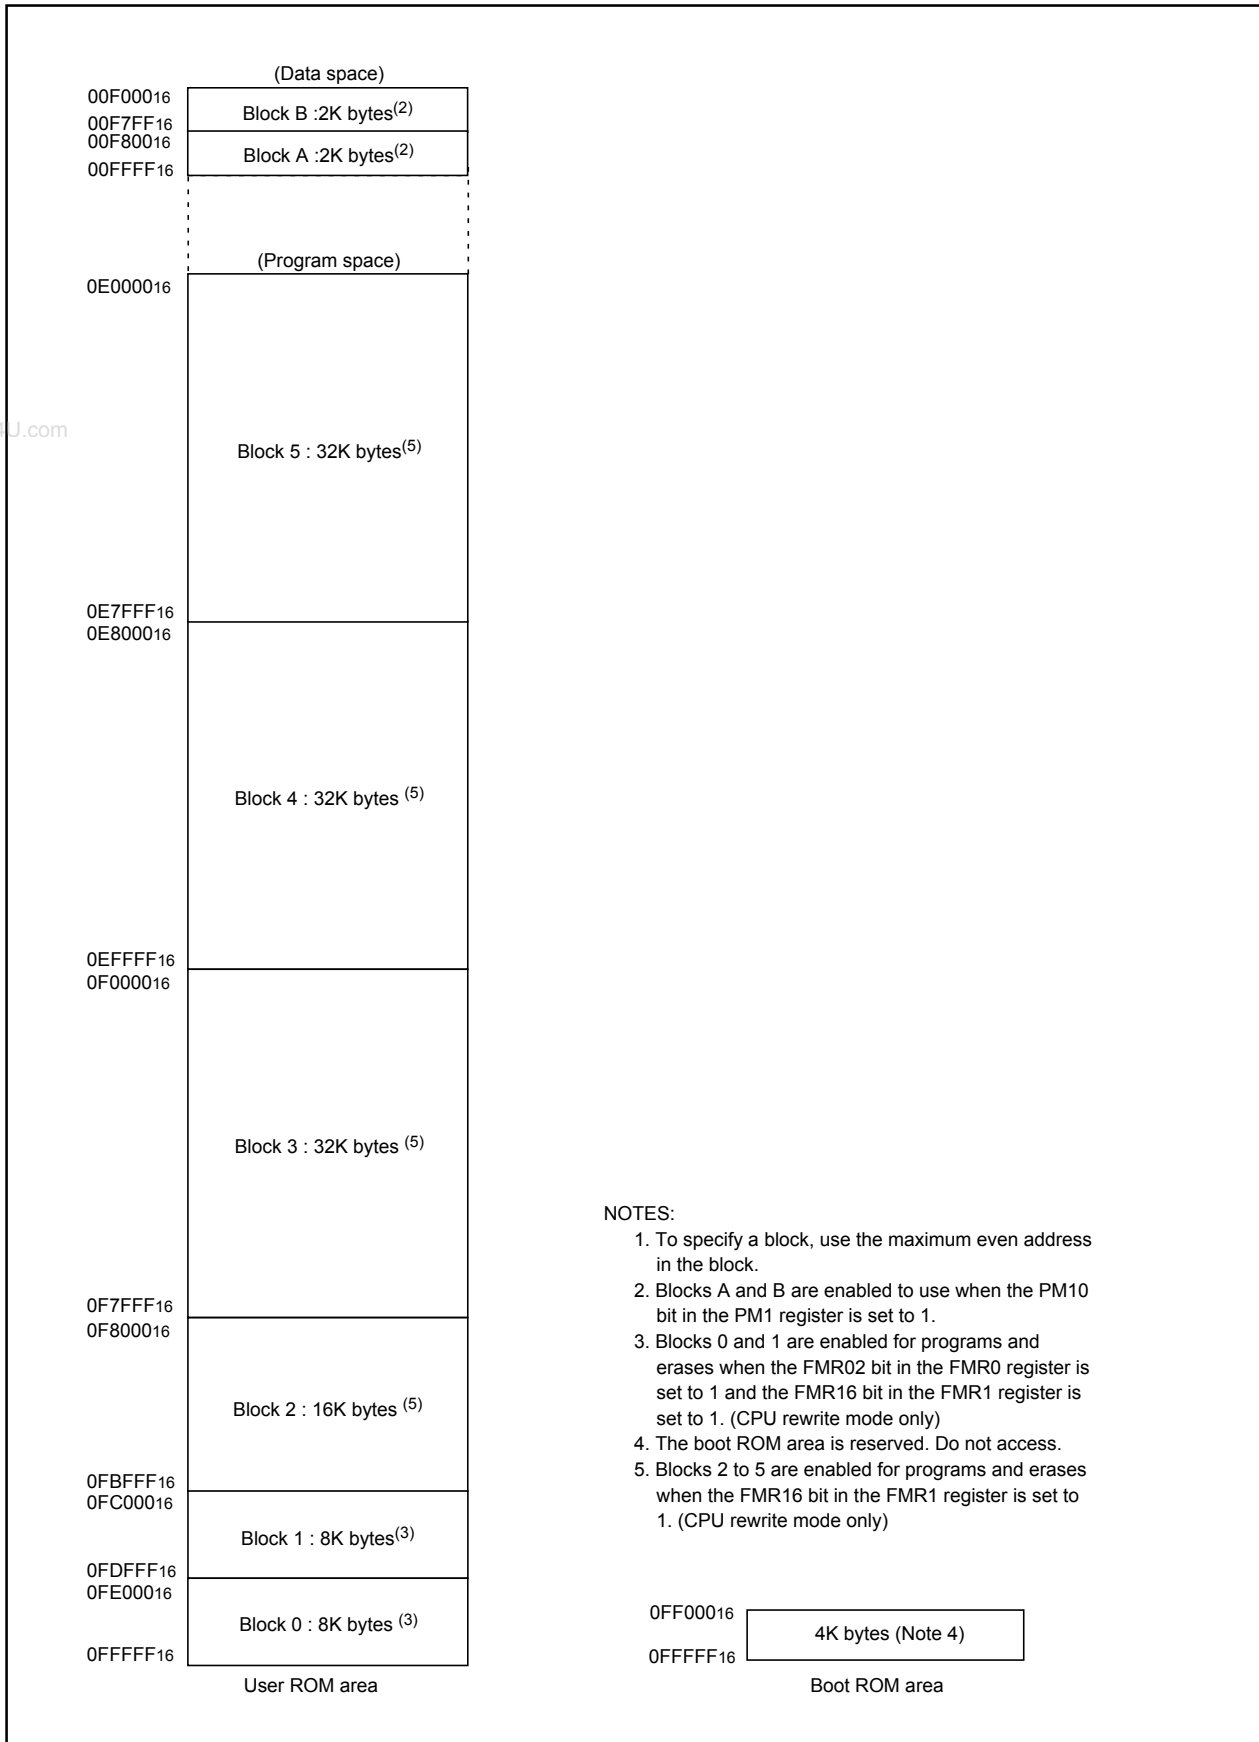 (Data space)
00F00016
Block B :2K bytes(2)
00F7FF16
00F80016
Block A :2K bytes(2)
00FFFF16
(Program space)
0E000016
4U.com
Block 5 : 32K bytes(5)
0E7FFF16
0E800016
Block 4 : 32K bytes (5)
0EFFFF16
0F000016
Block 3 : 32K bytes (5)
0F7FFF16
0F800016
Block 2 : 16K bytes (5)
0FBFFF16
0FC00016
Block 1 : 8K bytes(3)
0FDFFF16
0FE00016
Block 0 : 8K bytes (3)
0FFFFF16
User ROM area
NOTES:
1. To specify a block, use the maximum even address
in the block.
2. Blocks A and B are enabled to use when the PM10
bit in the PM1 register is set to 1.
3. Blocks 0 and 1 are enabled for programs and
erases when the FMR02 bit in the FMR0 register is
set to 1 and the FMR16 bit in the FMR1 register is
set to 1. (CPU rewrite mode only)
4. The boot ROM area is reserved. Do not access.
5. Blocks 2 to 5 are enabled for programs and erases
when the FMR16 bit in the FMR1 register is set to
1. (CPU rewrite mode only)
0FF00016
4K bytes (Note 4)
0FFFFF16
Boot ROM area